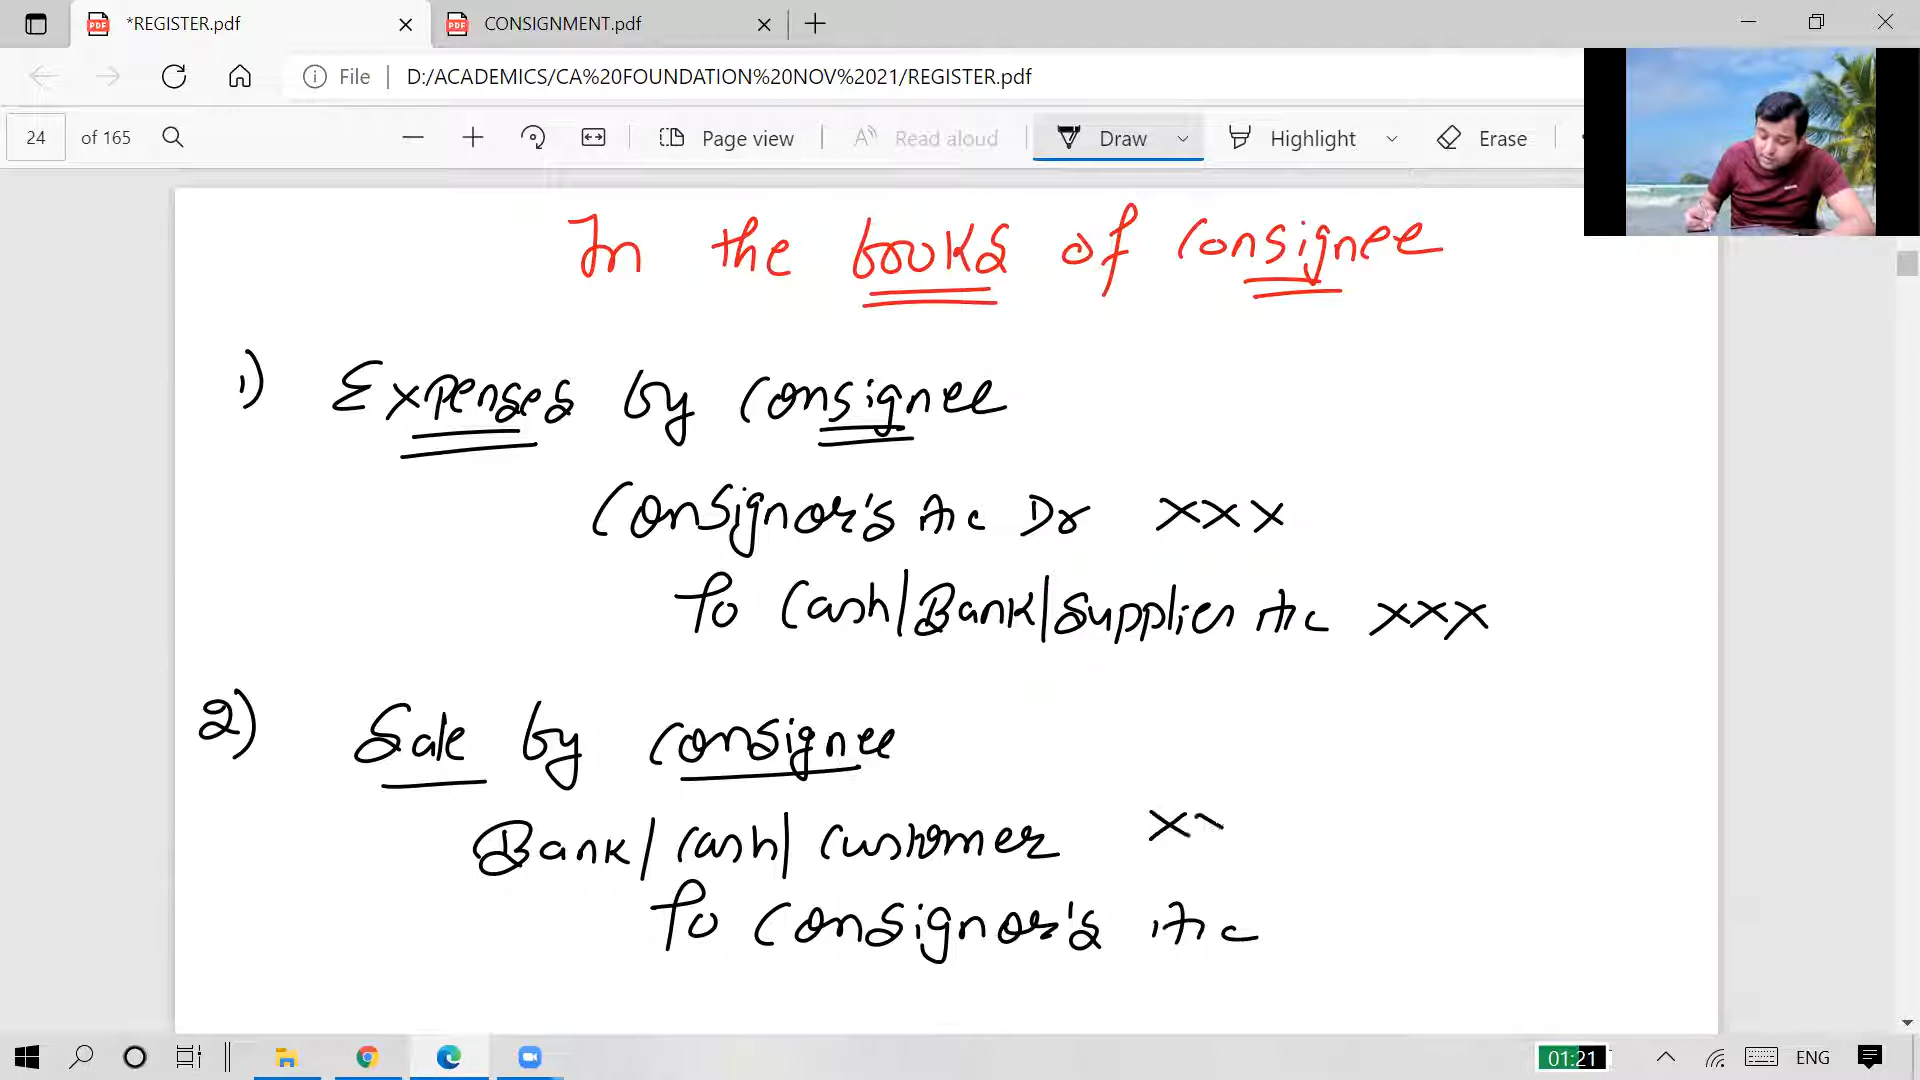 *REGISTER.pdf
CONSIGNMENT.pdf
File
D:/ACADEMICS/CA%20FOUNDATION%20NOV%2021/REGISTER.pdf
24 of 165
Page view
Read aloud
Draw
Highlight
Erase
In the books of consignee
1) Expenses by consignee
Consignor's A/c Dr XXX
To Cash/Bank/Supplier A/c XXX
2) Sale by consignee
Bank/Cash/Customer X
To Consignor's A/c
01:21
ENG